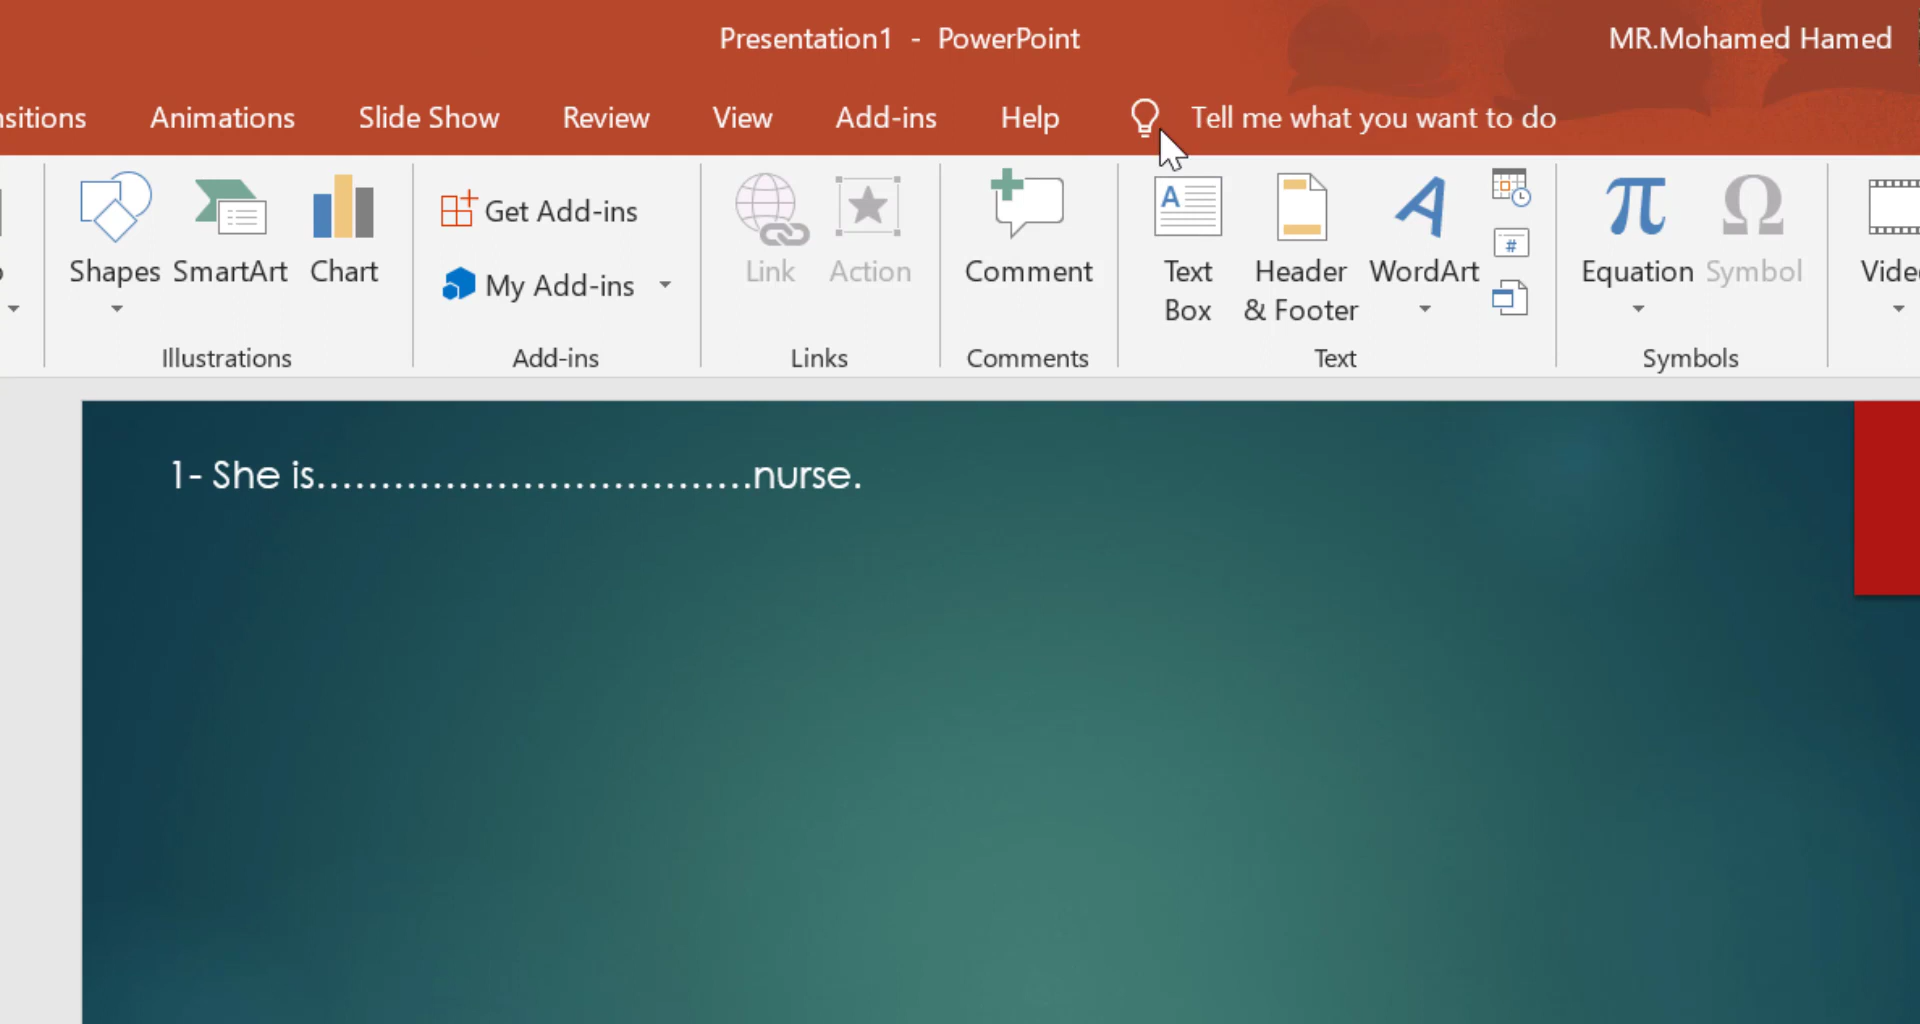 Presentation1 - PowerPoint
MR.Mohamed Hamed
Animations
Slide Show
Review
View
Add-ins
Help
Tell me what you want to do
Shapes
SmartArt
Chart
Illustrations
Get Add-ins
My Add-ins
Add-ins
Link
Action
Links
Comment
Comments
Text
Box
Header
& Footer
WordArt
Text
Equation
Symbol
Symbols
1- She is..................................nurse.